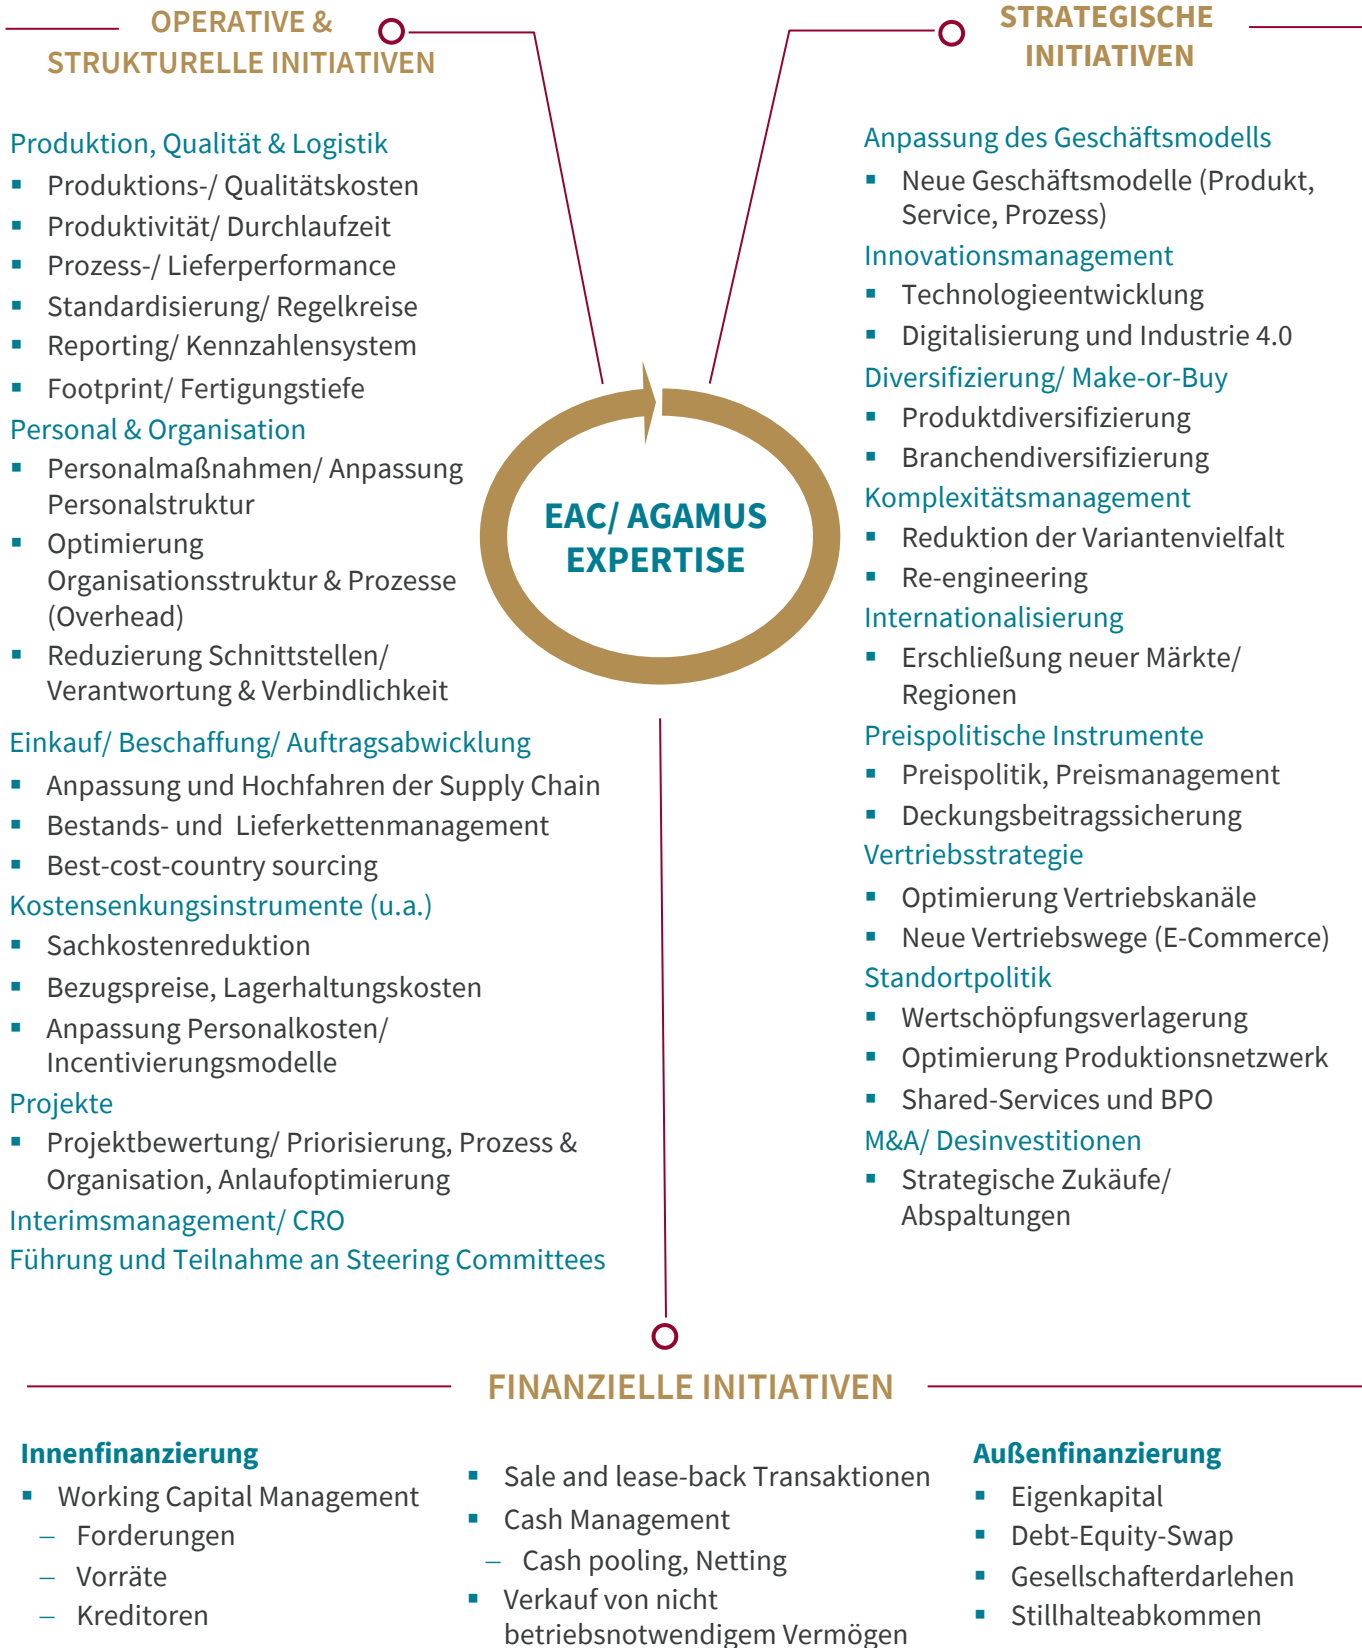 OPERATIVE &
STRUKTURELLE INITIATIVEN
Produktion, Qualität & Logistik
▪ Produktions-/ Qualitätskosten
▪ Produktivität/ Durchlaufzeit
▪ Prozess-/ Lieferperformance
▪ Standardisierung/ Regelkreise
▪ Reporting/ Kennzahlensystem
▪ Footprint/ Fertigungstiefe
Personal & Organisation
▪ Personalmaßnahmen/ Anpassung
Personalstruktur
▪ Optimierung
Organisationsstruktur & Prozesse
(Overhead)
▪ Reduzierung Schnittstellen/
Verantwortung & Verbindlichkeit
Einkauf/ Beschaffung/ Auftragsabwicklung
▪ Anpassung und Hochfahren der Supply Chain
▪ Bestands- und Lieferkettenmanagement
▪ Best-cost-country sourcing
Kostensenkungsinstrumente (u.a.)
▪ Sachkostenreduktion
▪ Bezugspreise, Lagerhaltungskosten
▪ Anpassung Personalkosten/
Incentivierungsmodelle
Projekte
▪ Projektbewertung/ Priorisierung, Prozess &
Organisation, Anlaufoptimierung
Interimsmanagement/ CRO
Führung und Teilnahme an Steering Committees
EAC/ AGAMUS
EXPERTISE
STRATEGISCHE
INITIATIVEN
Anpassung des Geschäftsmodells
▪ Neue Geschäftsmodelle (Produkt,
Service, Prozess)
Innovationsmanagement
▪ Technologieentwicklung
▪ Digitalisierung und Industrie 4.0
Diversifizierung/ Make-or-Buy
▪ Produktdiversifizierung
▪ Branchendiversifizierung
Komplexitätsmanagement
▪ Reduktion der Variantenvielfalt
▪ Re-engineering
Internationalisierung
▪ Erschließung neuer Märkte/
Regionen
Preispolitische Instrumente
▪ Preispolitik, Preismanagement
▪ Deckungsbeitragssicherung
Vertriebsstrategie
▪ Optimierung Vertriebskanäle
▪ Neue Vertriebswege (E-Commerce)
Standortpolitik
▪ Wertschöpfungsverlagerung
▪ Optimierung Produktionsnetzwerk
▪ Shared-Services und BPO
M&A/ Desinvestitionen
▪ Strategische Zukäufe/
Abspaltungen
FINANZIELLE INITIATIVEN
Innenfinanzierung
▪ Working Capital Management
– Forderungen
– Vorräte
– Kreditoren
▪ Sale and lease-back Transaktionen
▪ Cash Management
– Cash pooling, Netting
▪ Verkauf von nicht
betriebsnotwendigem Vermögen
Außenfinanzierung
▪ Eigenkapital
▪ Debt-Equity-Swap
▪ Gesellschafterdarlehen
▪ Stillhalteabkommen